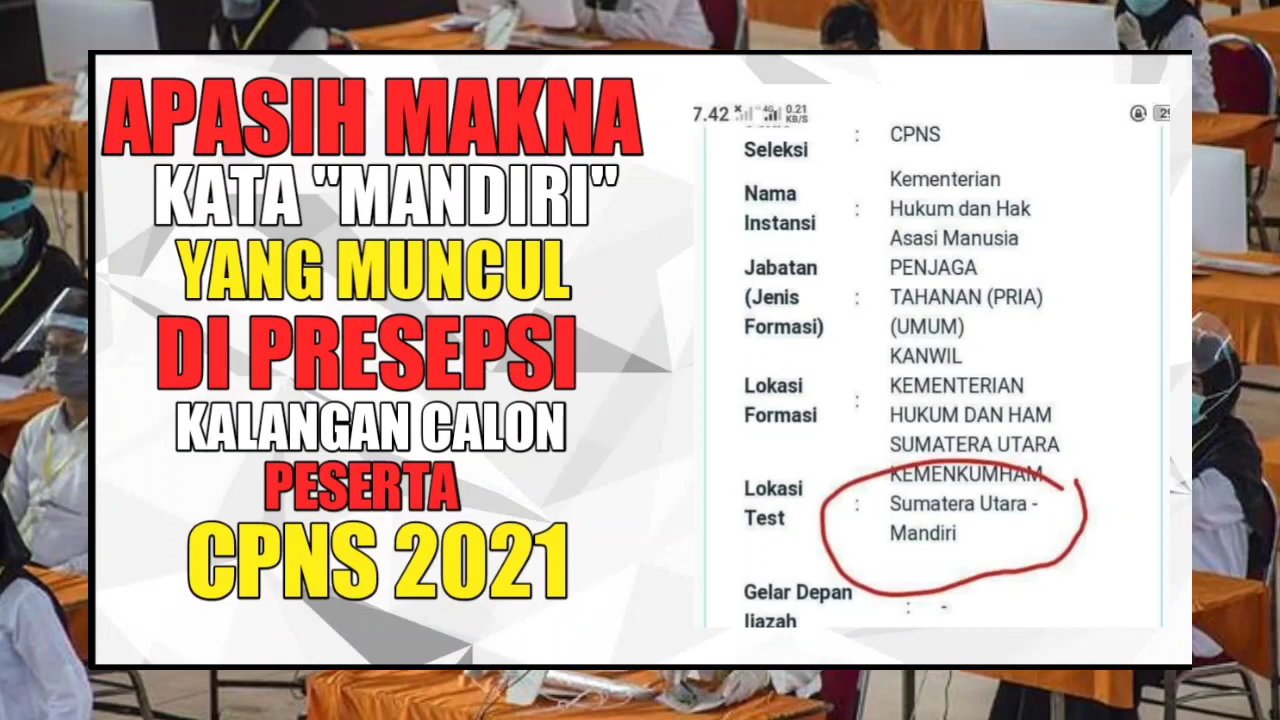 APASIH MAKNA
KATA "MANDIRI"
YANG MUNCUL
DI PRESEPSI
KALANGAN CALON
PESERTA
CPNS 2021
7.42 4G 0.21 KB/S
Seleksi : CPNS
Nama Instansi : Kementerian
Hukum dan Hak
Asasi Manusia
Jabatan (Jenis Formasi) : PENJAGA
TAHANAN (PRIA)
(UMUM)
Lokasi Formasi : KANWIL
KEMENTERIAN
HUKUM DAN HAM
SUMATERA UTARA
Lokasi Test : KEMENKUMHAM
Sumatera Utara -
Mandiri
Gelar Depan : -
Ijazah